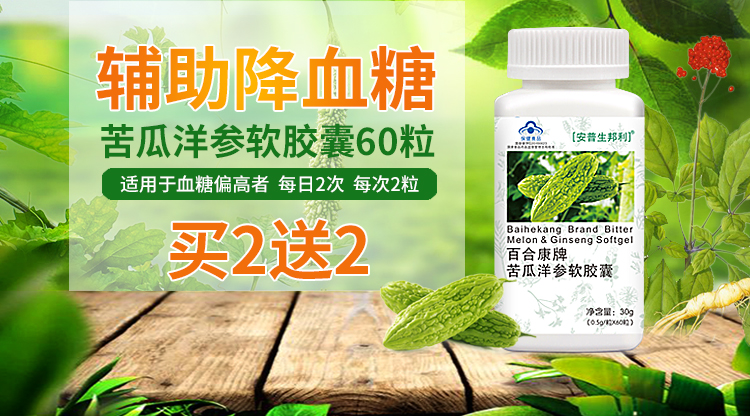 辅助降血糖
苦瓜洋参软胶囊60粒
适用于血糖偏高者 每日2次 每次2粒
买2送2
保健食品
[安普生邦利]®
Baihekang Brand Bitter
Melon & Ginseng Softgel
百合康牌
苦瓜洋参软胶囊
净含量: 30g
(0.5g/粒X60粒)